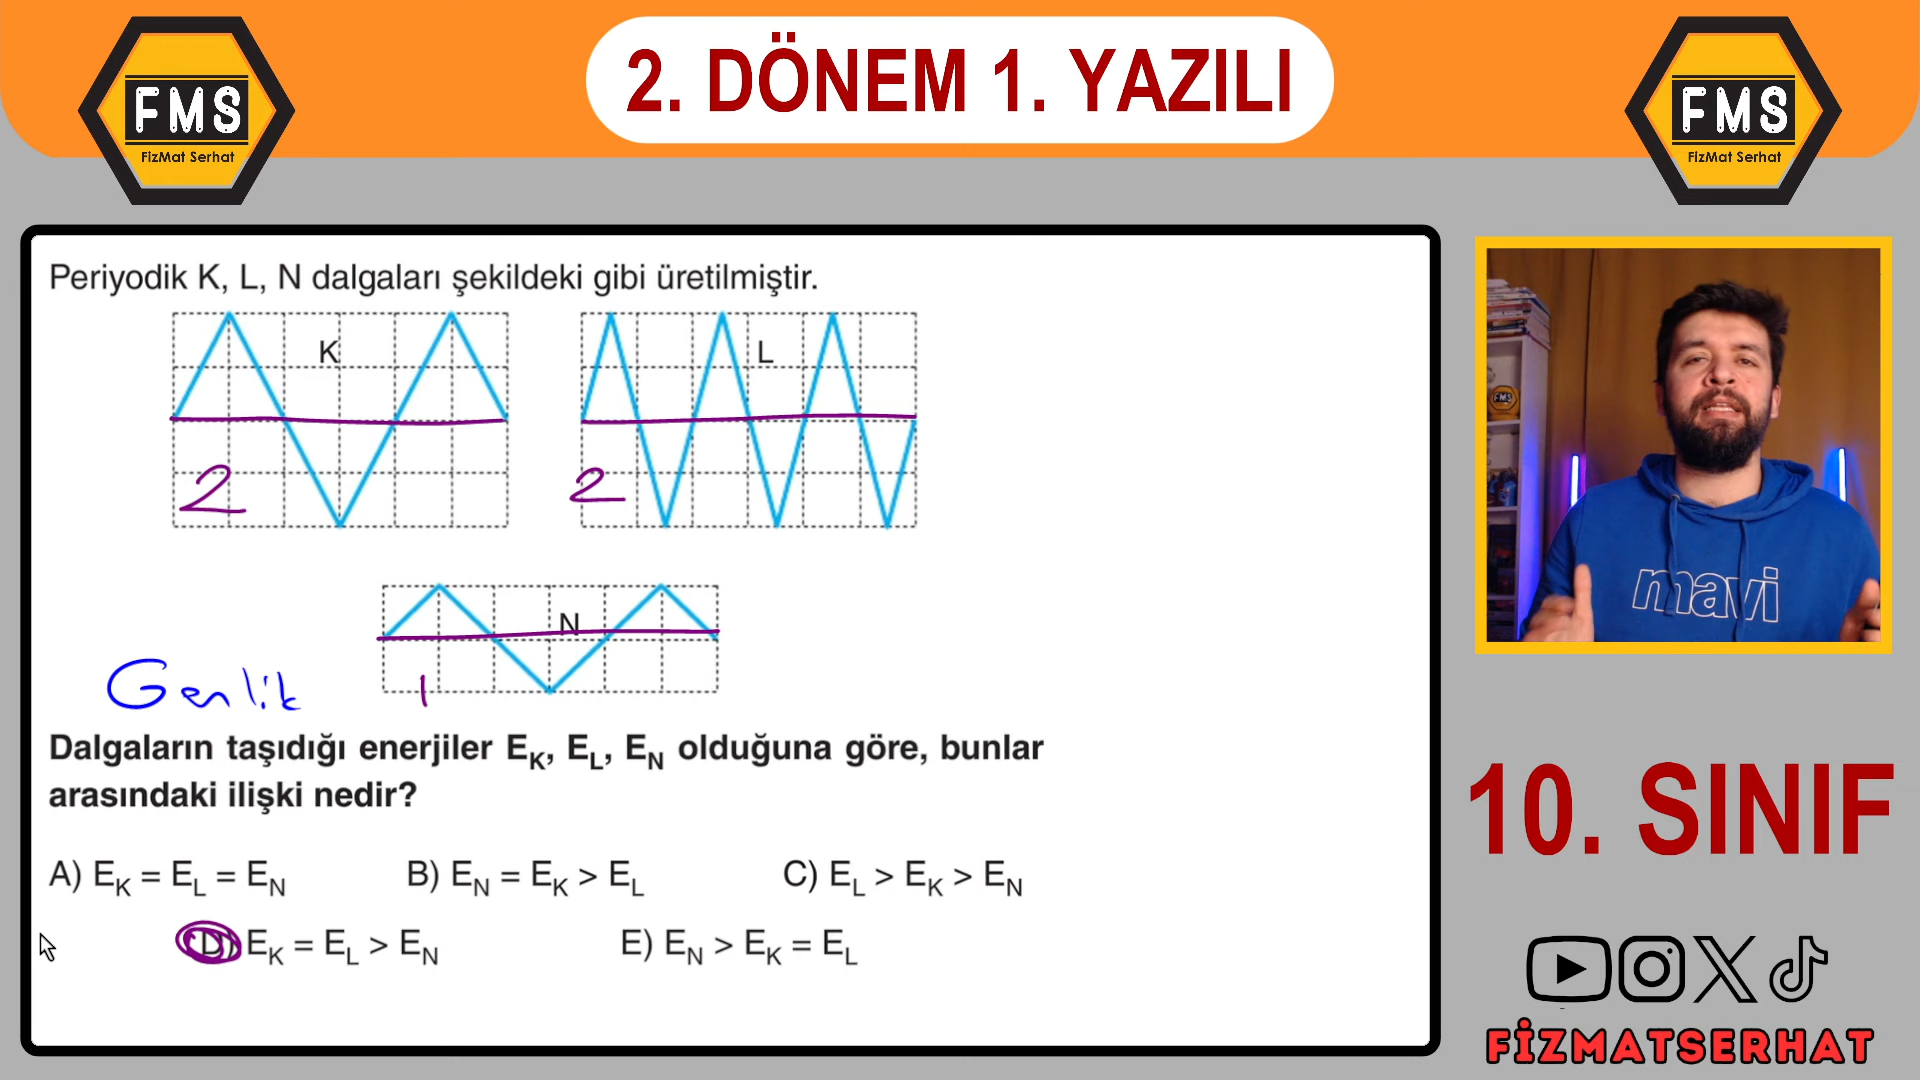 2. DÖNEM 1. YAZILI
FMS
FizMat Serhat
FMS
FizMat Serhat
Periyodik K, L, N dalgaları şekildeki gibi üretilmiştir.
K
L
2
2
N
1
Genlik
Dalgaların taşıdığı enerjiler EK, EL, EN olduğuna göre, bunlar
arasındaki ilişki nedir?
A) EK = EL = EN
B) EN = EK > EL
C) EL > EK > EN
D) EK = EL > EN
E) EN > EK = EL
FMS
mavi
10. SINIF
FİZMATSERHAT